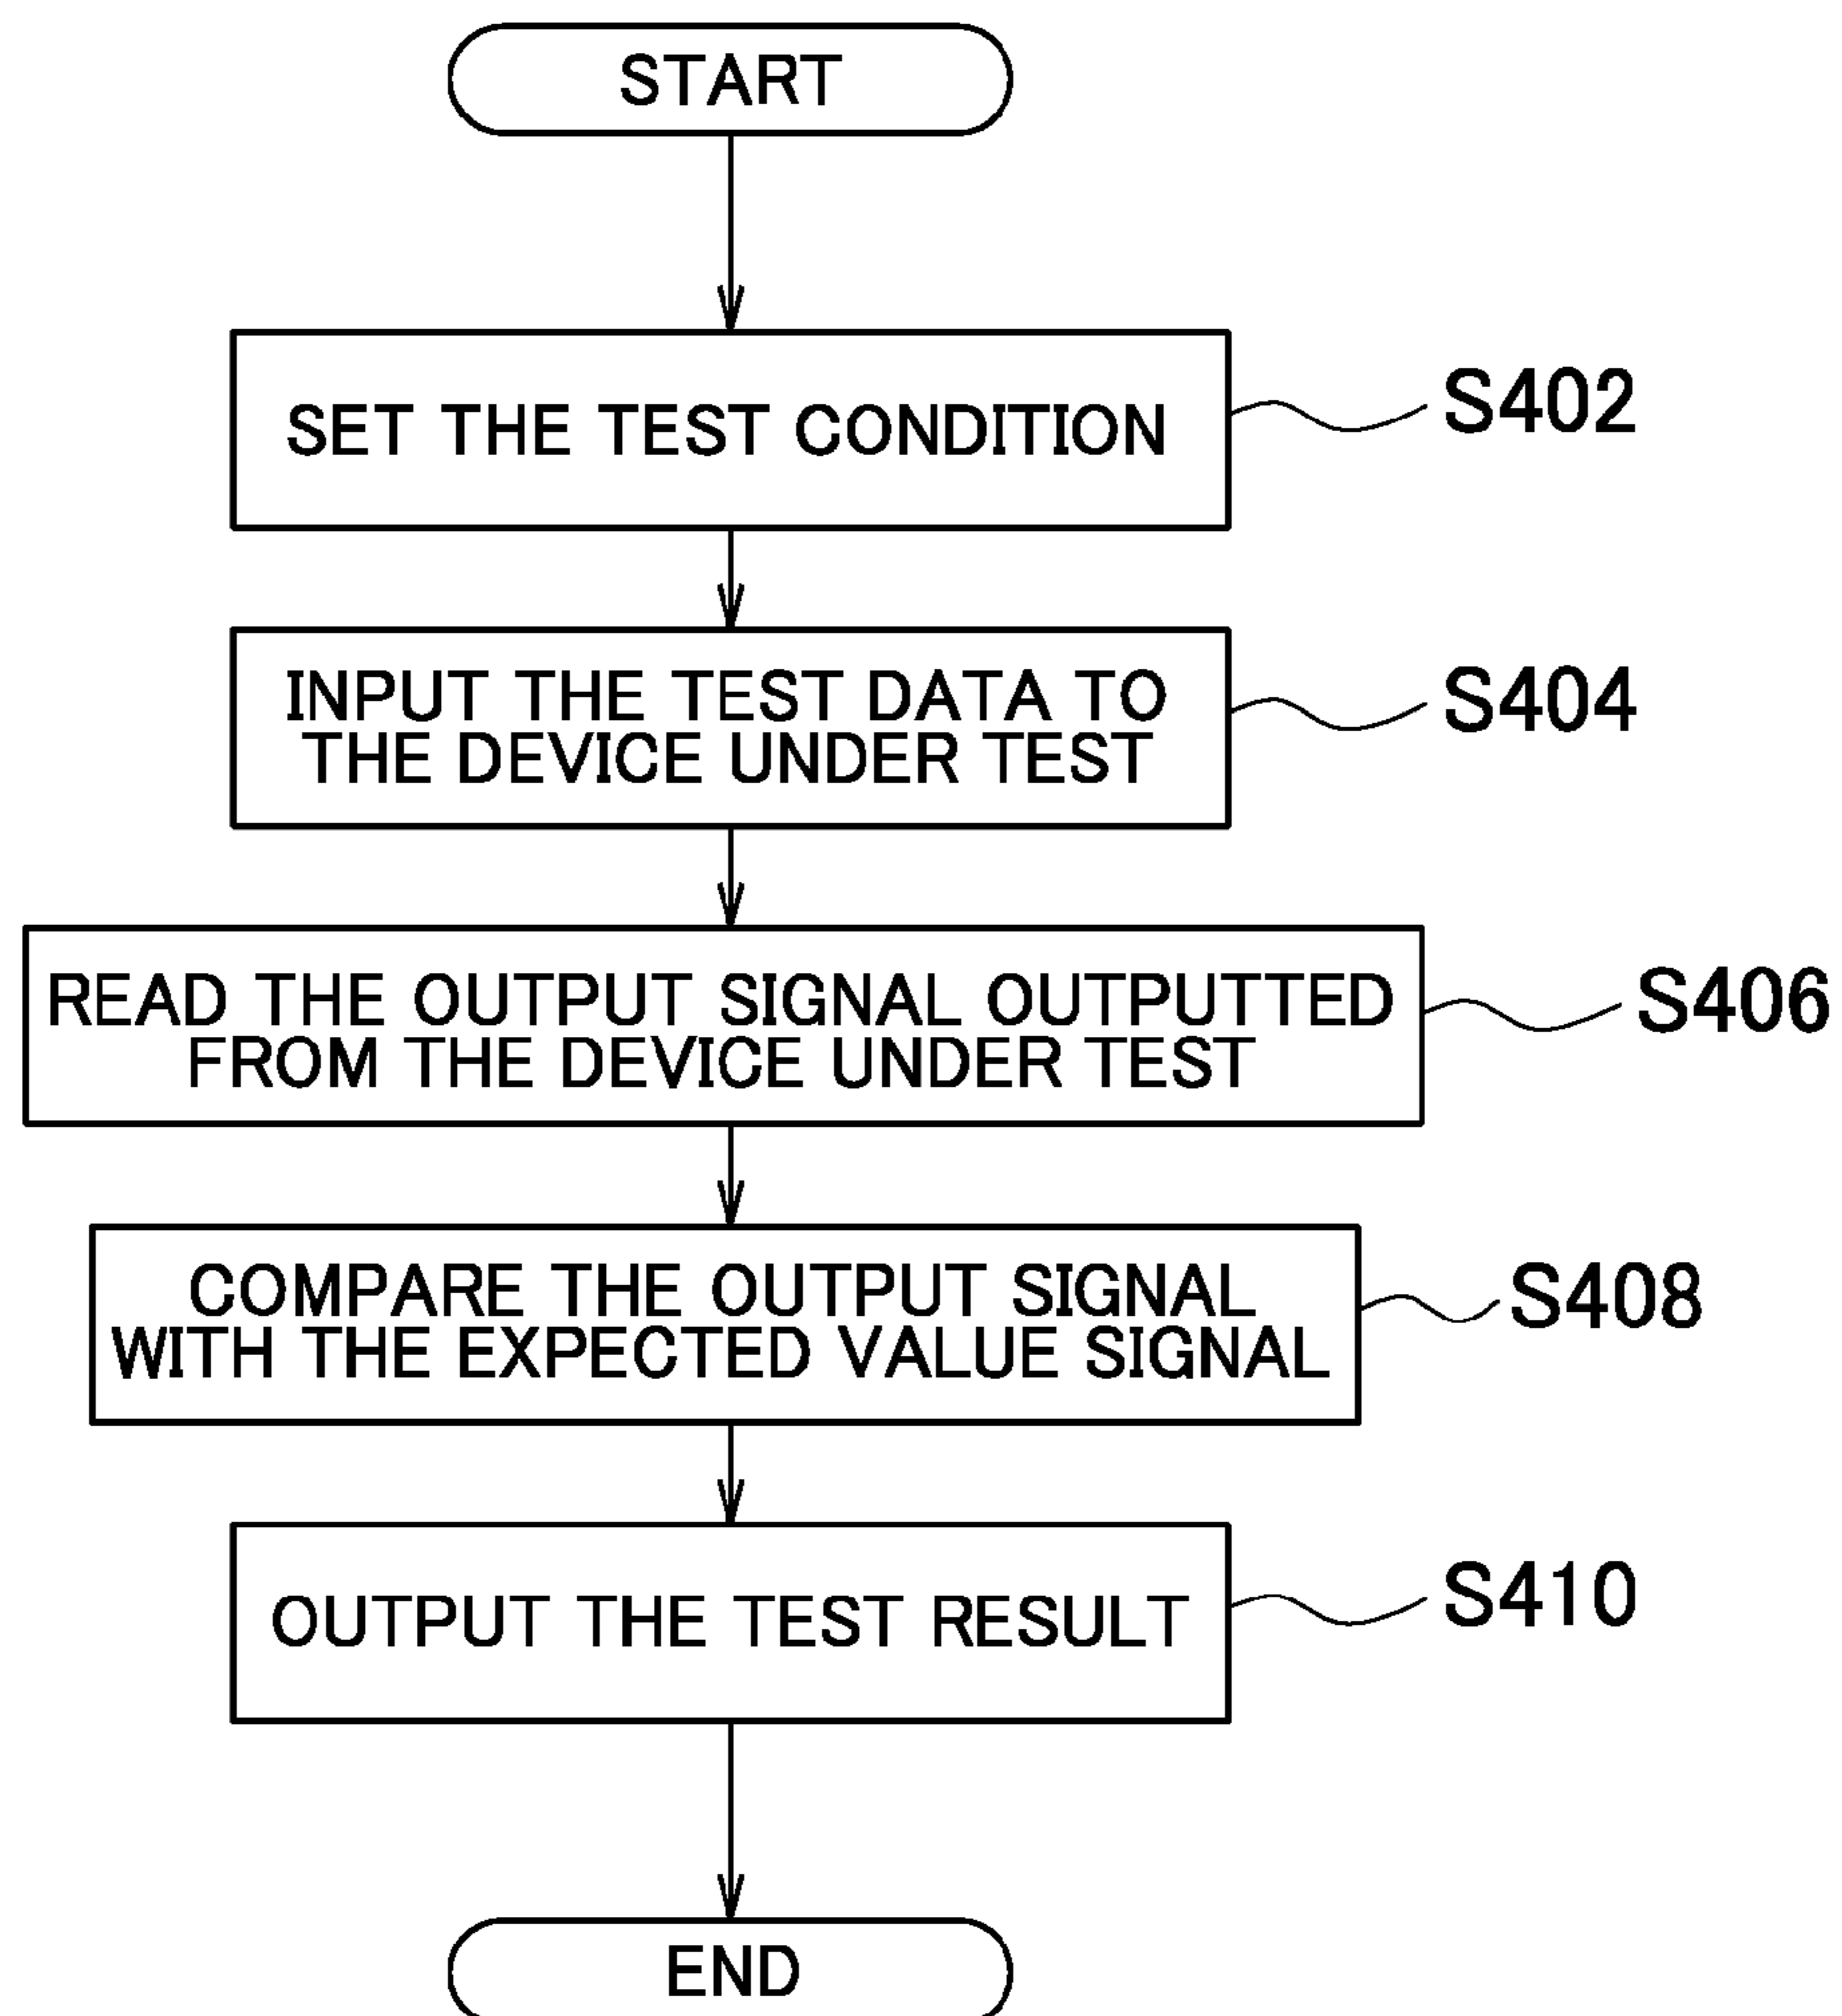 START
SET THE TEST CONDITION
S402
INPUT THE TEST DATA TO
THE DEVICE UNDER TEST
S404
READ THE OUTPUT SIGNAL OUTPUTTED
FROM THE DEVICE UNDER TEST
S406
COMPARE THE OUTPUT SIGNAL
WITH THE EXPECTED VALUE SIGNAL
S408
OUTPUT THE TEST RESULT
S410
END